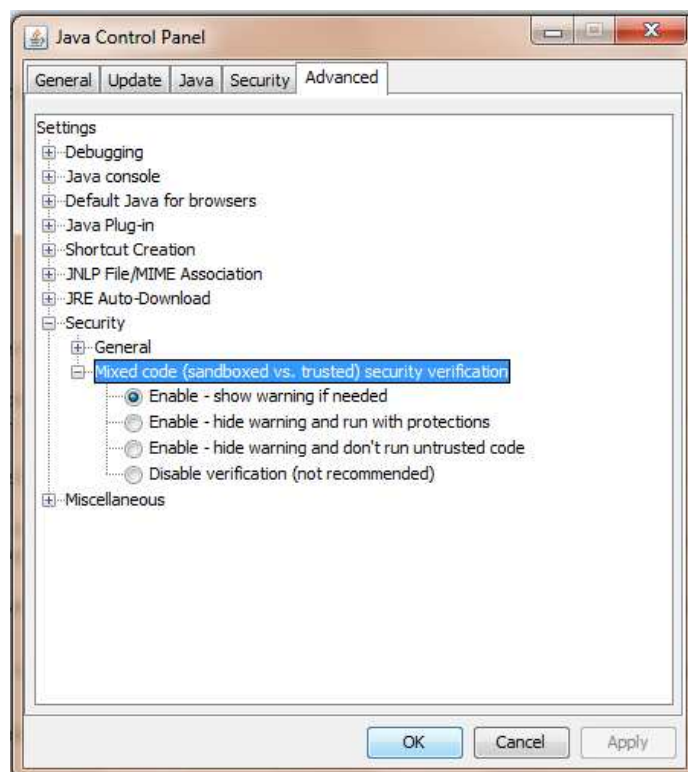 Java Control Panel
General Update Java Security Advanced
Settings
Debugging
Java console
Default Java for browsers
Java Plug-in
Shortcut Creation
JNLP File/MIME Association
JRE Auto-Download
Security
General
Mixed code (sandboxed vs. trusted) security verification
Enable - show warning if needed
Enable - hide warning and run with protections
Enable - hide warning and don't run untrusted code
Disable verification (not recommended)
Miscellaneous
OK Cancel Apply